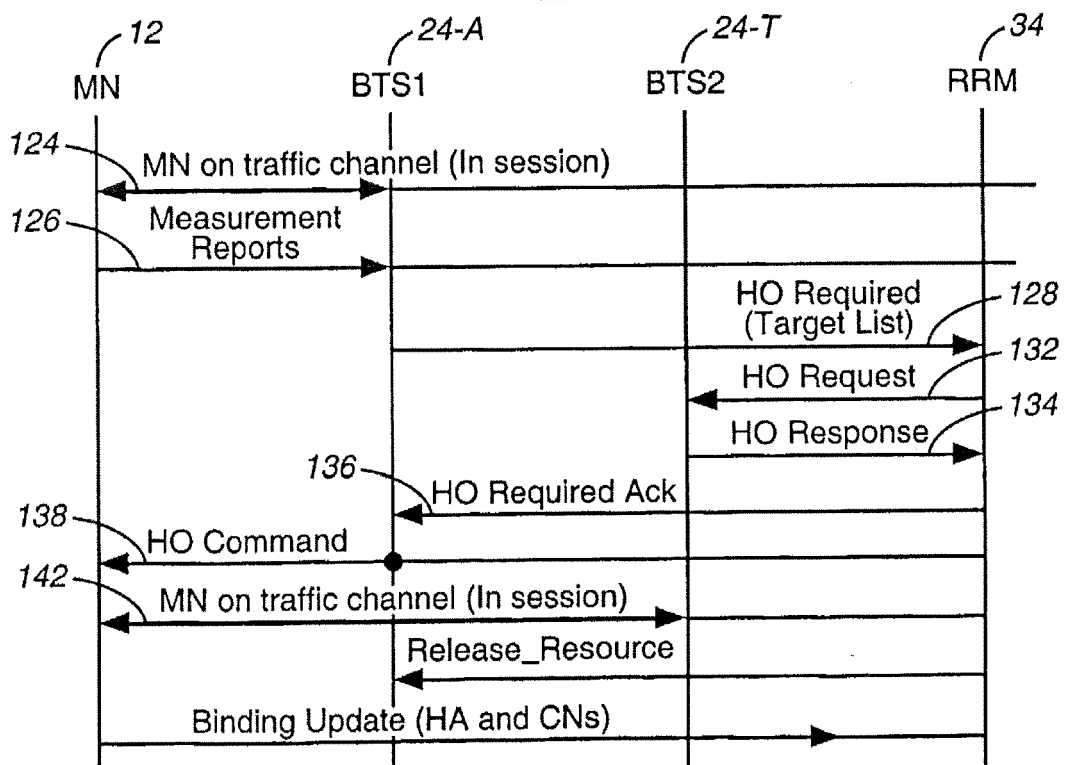 12
24-A
24-T
34
MN
BTS1
BTS2
RRM
124
MN on traffic channel (In session)
126
Measurement
Reports
HO Required
(Target List)
128
HO Request
132
HO Response
134
136
HO Required Ack
138
HO Command
142
MN on traffic channel (In session)
Release_Resource
Binding Update (HA and CNs)